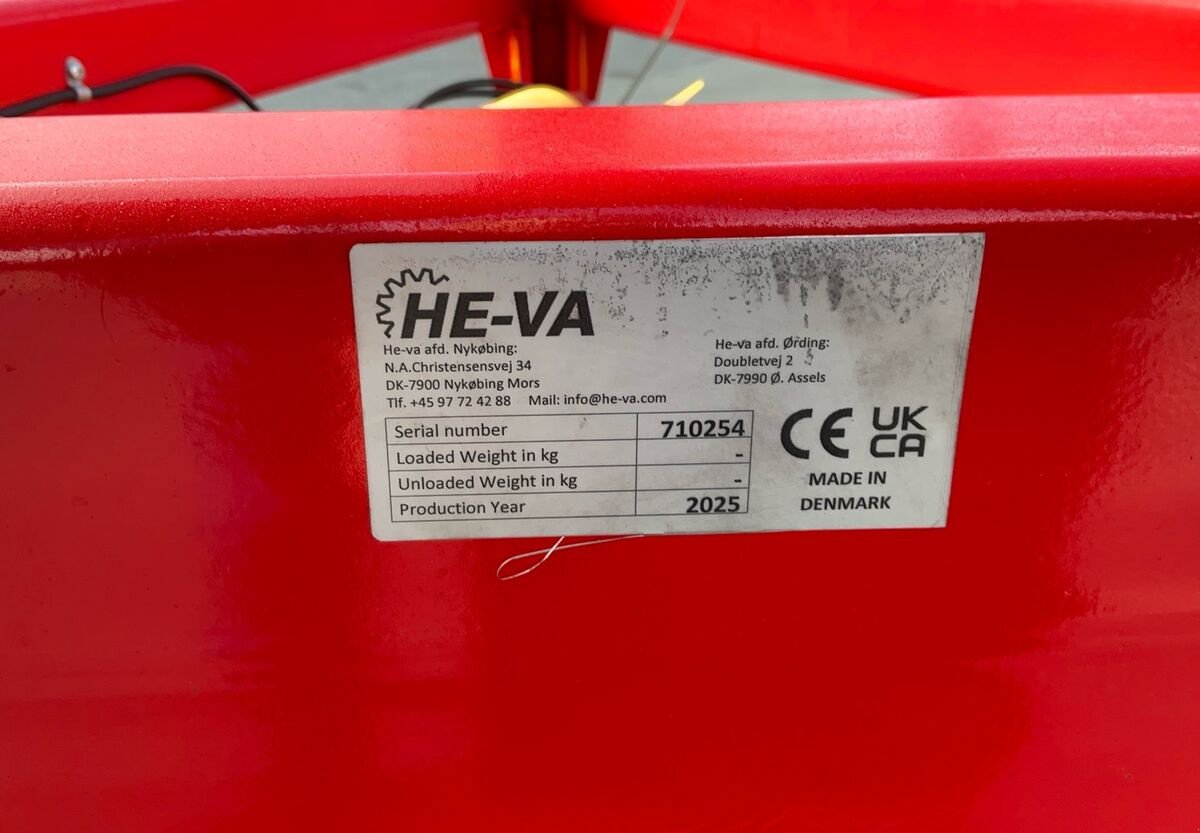 HE-VA
He-va afd. Nykøbing:
N.A.Christensensvej 34
DK-7900 Nykøbing Mors
Tlf. +45 97 72 42 88 Mail: info@he-va.com
He-va afd. Ørding:
Doubletvej 2
DK-7990 Ø. Assels
Serial number 710254
Loaded Weight in kg -
Unloaded Weight in kg -
Production Year 2025
CE UK
CA
MADE IN
DENMARK